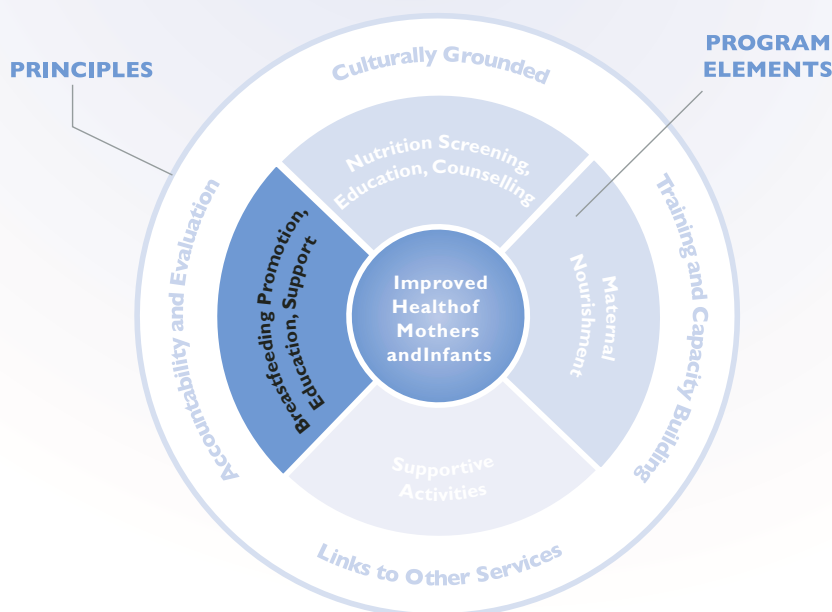 PRINCIPLES
PROGRAM
ELEMENTS
Culturally Grounded
Nutrition Screening,
Education, Counselling
Accountability and Evaluation
Breastfeeding Promotion,
Education, Support
Improved
Healthof
Mothers
andInfants
Maternal
Nourishment
Training and Capacity Building
Supportive
Activities
Links to Other Services